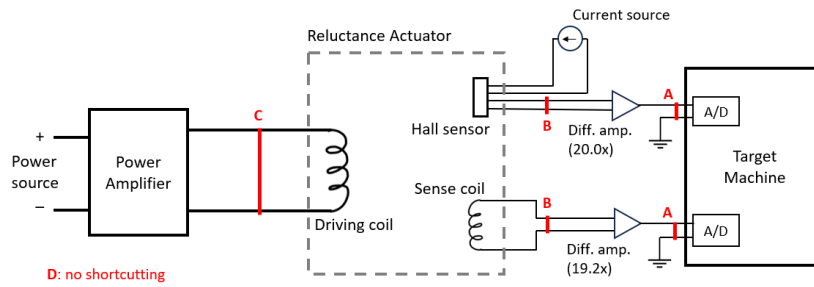 Current source
Reluctance Actuator
Hall sensor
B
Diff. amp.
(20.0x)
A
A/D
C
+
Power
source
–
Power
Amplifier
Driving coil
Sense coil
B
Diff. amp.
(19.2x)
A
A/D
Target
Machine
D: no shortcutting